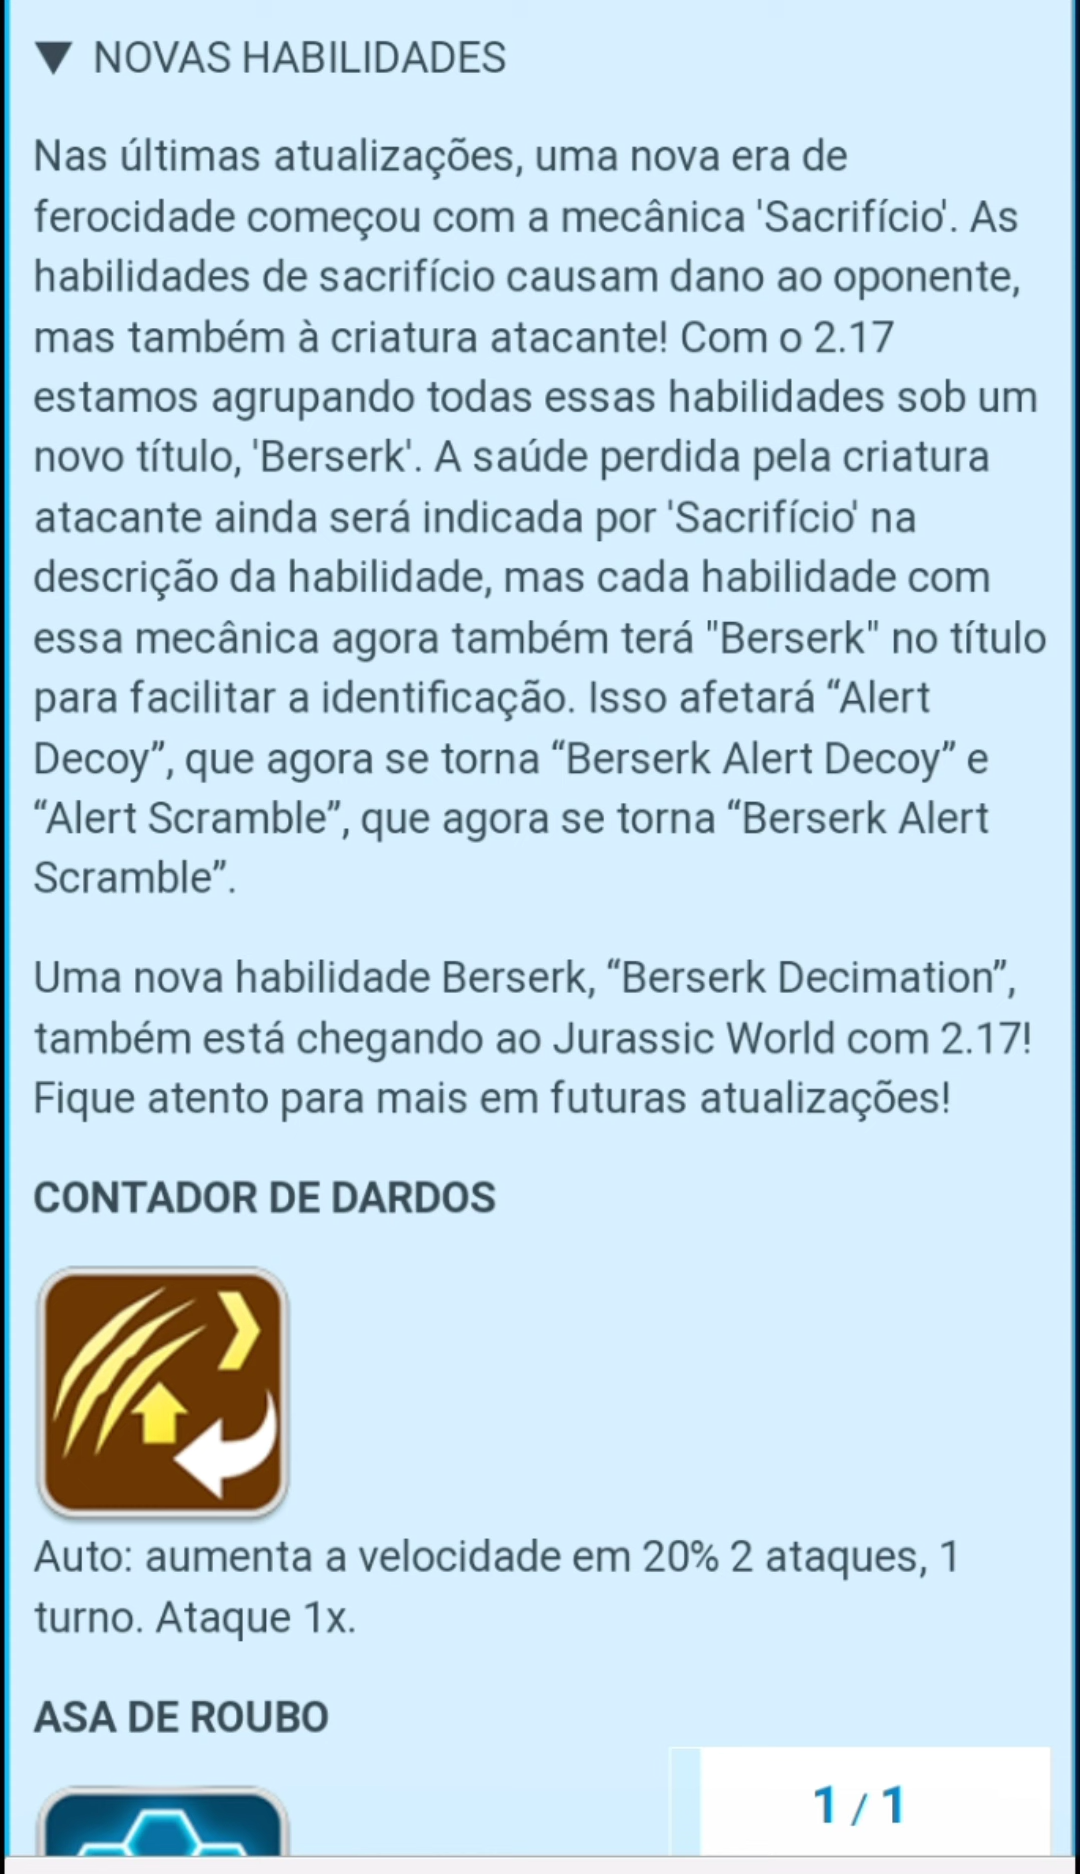 ▼ NOVAS HABILIDADES
Nas últimas atualizações, uma nova era de
ferocidade começou com a mecânica 'Sacrifício'. As
habilidades de sacrifício causam dano ao oponente,
mas também à criatura atacante! Com o 2.17
estamos agrupando todas essas habilidades sob um
novo título, 'Berserk'. A saúde perdida pela criatura
atacante ainda será indicada por 'Sacrifício' na
descrição da habilidade, mas cada habilidade com
essa mecânica agora também terá "Berserk" no título
para facilitar a identificação. Isso afetará “Alert
Decoy”, que agora se torna “Berserk Alert Decoy” e
“Alert Scramble”, que agora se torna “Berserk Alert
Scramble”.
Uma nova habilidade Berserk, “Berserk Decimation”,
também está chegando ao Jurassic World com 2.17!
Fique atento para mais em futuras atualizações!
CONTADOR DE DARDOS
Auto: aumenta a velocidade em 20% 2 ataques, 1
turno. Ataque 1x.
ASA DE ROUBO
1 / 1